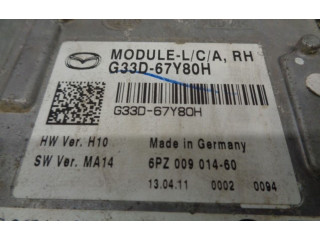 MODULE-L/C/A, RH
G33D-67Y80H
G33D-67Y80H
HW Ver. H10 Made in Germany
SW Ver. MA14 6PZ 009 014-60
13.04.11 0002 0094